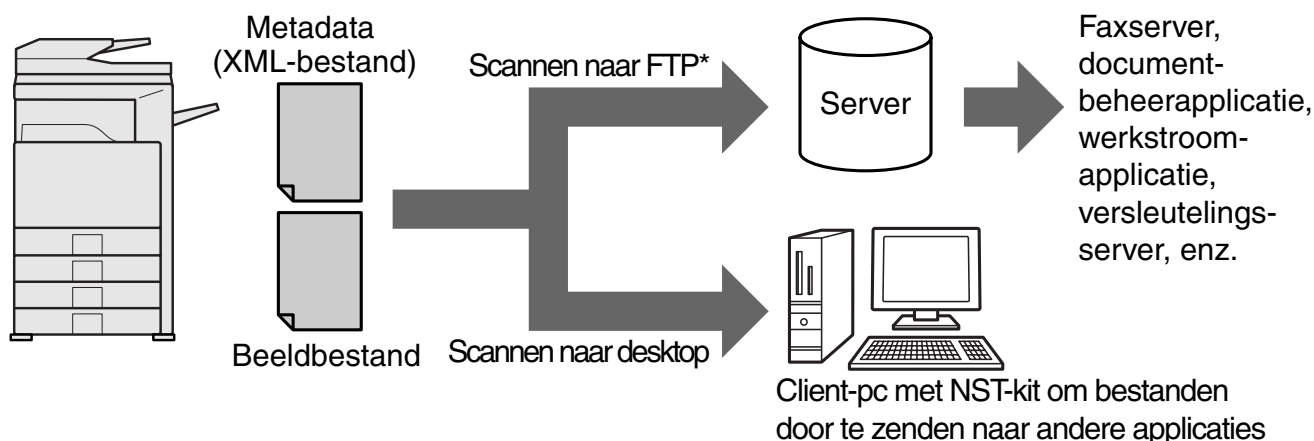 Metadata
(XML-bestand)
Beeldbestand
Scannen naar FTP*
Scannen naar desktop
Server
Faxserver,
document-
beheerapplicatie,
werkstroom-
applicatie,
versleutelings-
server, enz.
Client-pc met NST-kit om bestanden
door te zenden naar andere applicaties